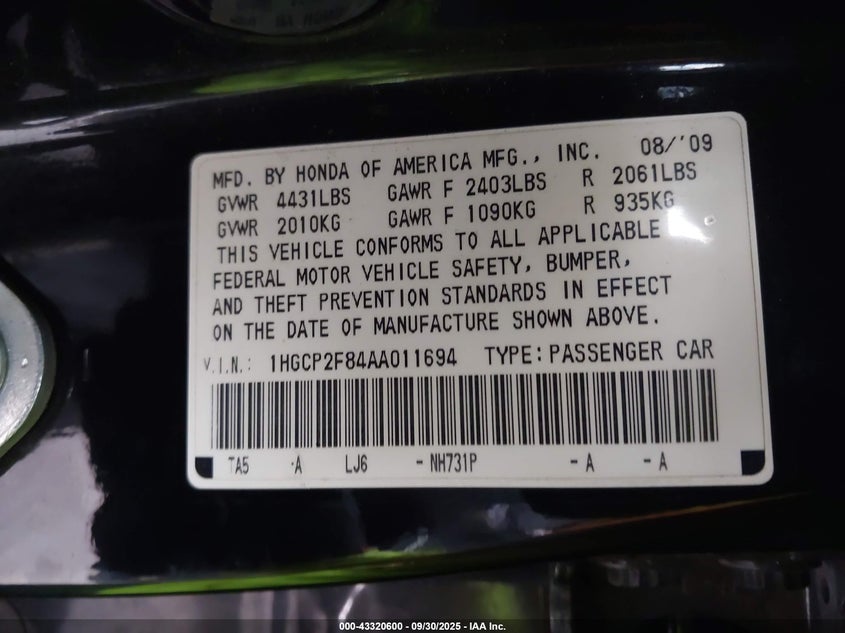 MFD. BY HONDA OF AMERICA MFG., INC. 08/'09
GVWR 4431LBS GAWR F 2403LBS R 2061LBS
GVWR 2010KG GAWR F 1090KG R 935KG
THIS VEHICLE CONFORMS TO ALL APPLICABLE
FEDERAL MOTOR VEHICLE SAFETY, BUMPER,
AND THEFT PREVENTION STANDARDS IN EFFECT
ON THE DATE OF MANUFACTURE SHOWN ABOVE.
V.I.N.: 1HGCP2F84AA011694 TYPE:PASSENGER CAR
TA5 A LJ6 -NH731P -A -A
000-43320600 - 09/30/2025 - IAA Inc.